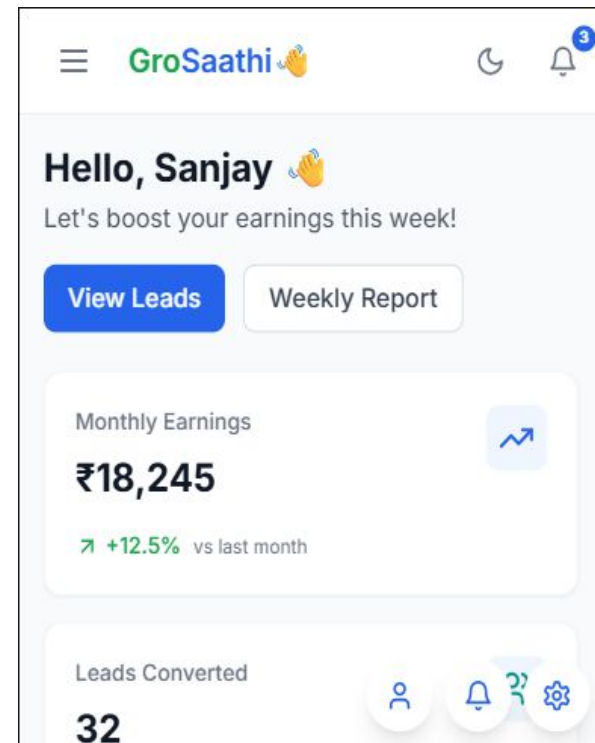 GroSaathi👋
3
Hello, Sanjay 👋
Let's boost your earnings this week!
View Leads
Weekly Report
Monthly Earnings
₹18,245
+12.5% vs last month
Leads Converted
32